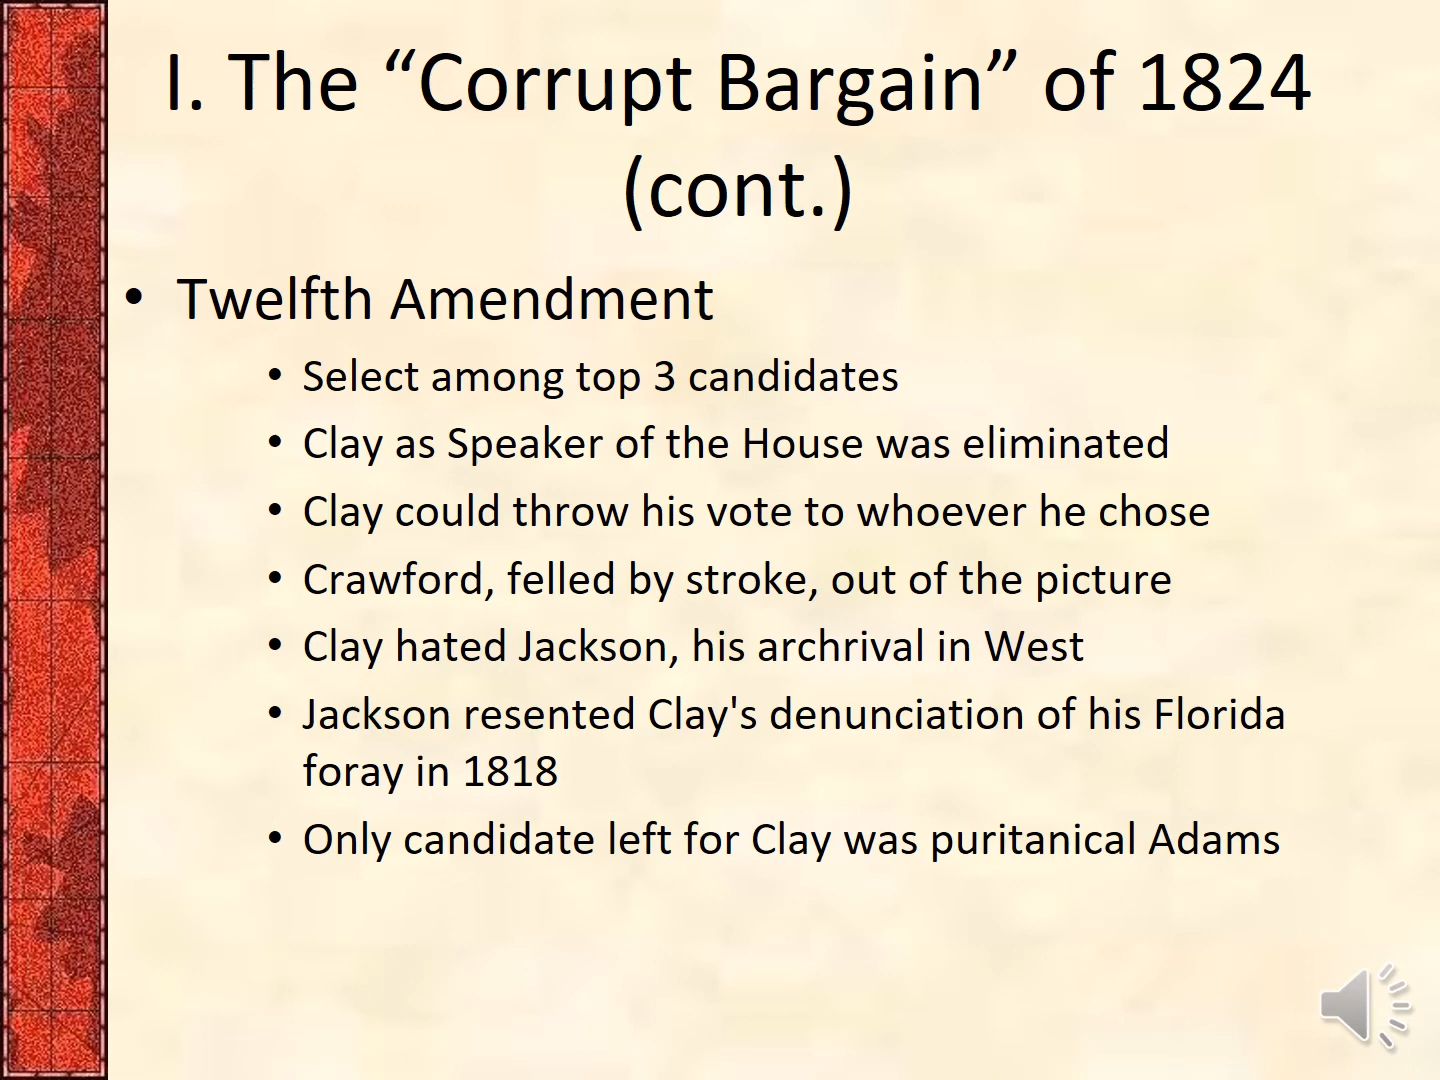 I. The “Corrupt Bargain” of 1824
(cont.)
• Twelfth Amendment
• Select among top 3 candidates
• Clay as Speaker of the House was eliminated
• Clay could throw his vote to whoever he chose
• Crawford, felled by stroke, out of the picture
• Clay hated Jackson, his archrival in West
• Jackson resented Clay's denunciation of his Florida
foray in 1818
• Only candidate left for Clay was puritanical Adams